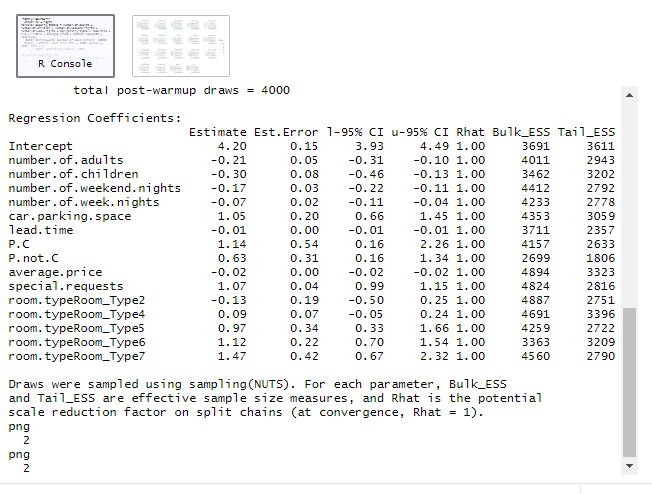 R Console
total post-warmup draws = 4000
Regression Coefficients:
Estimate Est.Error l-95% CI u-95% CI Rhat Bulk_ESS Tail_ESS
Intercept 4.20 0.15 3.93 4.49 1.00 3691 3611
number.of.adults -0.21 0.05 -0.31 -0.10 1.00 4011 2943
number.of.children -0.30 0.08 -0.46 -0.13 1.00 3462 3202
number.of.weekend.nights -0.17 0.03 -0.22 -0.11 1.00 4412 2792
number.of.week.nights -0.07 0.02 -0.11 -0.04 1.00 4233 2778
car.parking.space 1.05 0.20 0.66 1.45 1.00 4353 3059
lead.time -0.01 0.00 -0.01 -0.01 1.00 3711 2357
P.C 1.14 0.54 0.16 2.26 1.00 4157 2633
P.not.C 0.63 0.31 0.16 1.34 1.00 2699 1806
average.price -0.02 0.00 -0.02 -0.02 1.00 4894 3323
special.requests 1.07 0.04 0.99 1.15 1.00 4824 2816
room.typeRoom_Type2 -0.13 0.19 -0.50 0.25 1.00 4887 2751
room.typeRoom_Type4 0.09 0.07 -0.05 0.24 1.00 4691 3396
room.typeRoom_Type5 0.97 0.34 0.33 1.66 1.00 4259 2722
room.typeRoom_Type6 1.12 0.22 0.70 1.54 1.00 3363 3209
room.typeRoom_Type7 1.47 0.42 0.67 2.32 1.00 4560 2790
Draws were sampled using sampling(NUTS). For each parameter, Bulk_ESS
and Tail_ESS are effective sample size measures, and Rhat is the potential
scale reduction factor on split chains (at convergence, Rhat = 1).
png
2
png
2